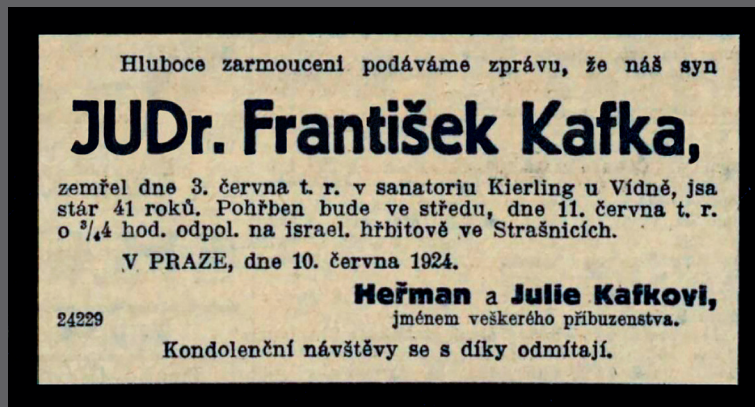 Hluboce zarmouceni podáváme zprávu, že náš syn
JUDr. František Kafka,
zemřel dne 3. června t. r. v sanatoriu Kierling u Vídně, jsa
stár 41 roků. Pohřben bude ve středu, dne 11. června t. r.
o ³/₄4 hod. odpol. na israel. hřbitově ve Strašnicích.
V PRAZE, dne 10. června 1924.
Heřman a Julie Kafkovi,
24229 jménem veškerého příbuzenstva.
Kondolenční návštěvy se s díky odmítají.